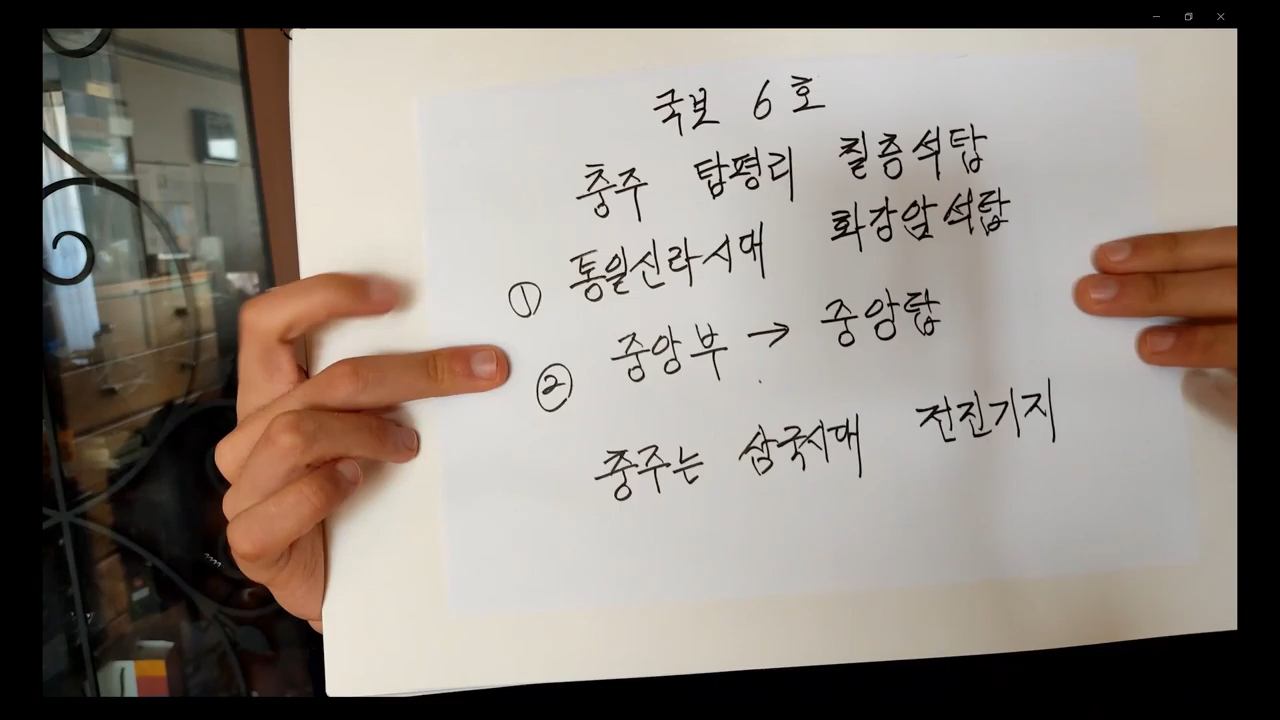 국보 6호
충주 탑평리 칠층석탑
① 통일신라시대 화강암석탑
② 중앙부 → 중앙탑
충주는 삼국시대 전진기지